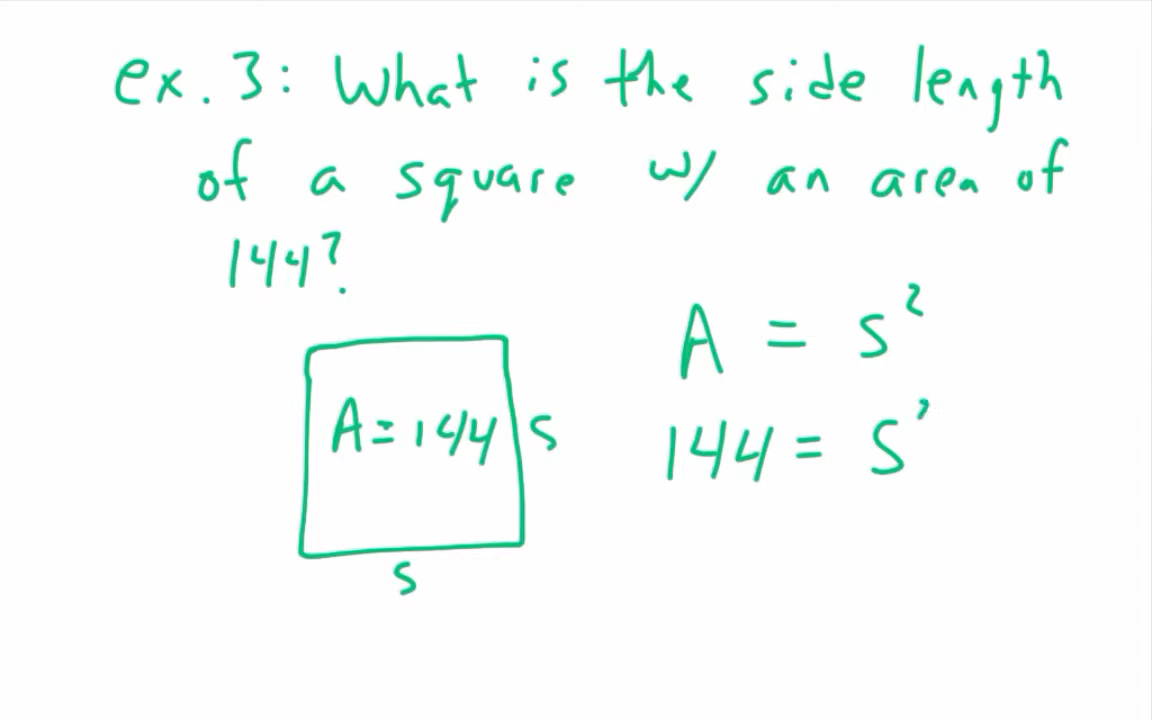 ex. 3: What is the side length
of a square w/ an area of
144?
A = s²
A=144 s
144 = s²
s